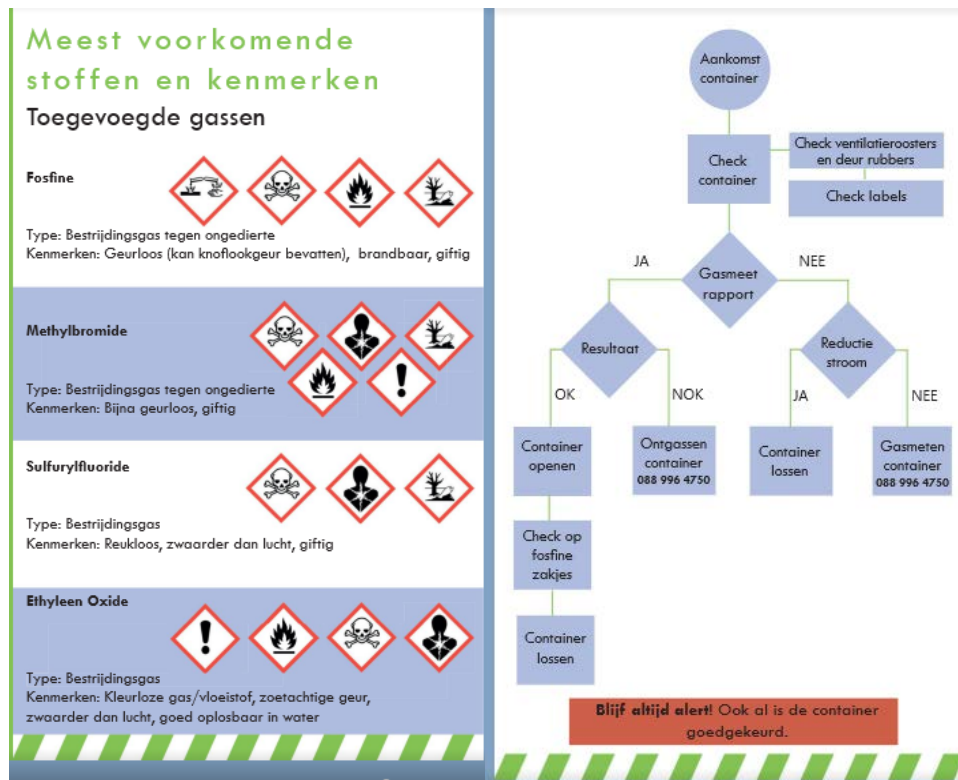 Meest voorkomende
stoffen en kenmerken
Toegevoegde gassen
Fosfine
Type: Bestrijdingsgas tegen ongedierte
Kenmerken: Geurloos (kan knoflookgeur bevatten), brandbaar, giftig
Methylbromide
Type: Bestrijdingsgas tegen ongedierte
Kenmerken: Bijna geurloos, giftig
Sulfurylfluoride
Type: Bestrijdingsgas
Kenmerken: Reukloos, zwaarder dan lucht, giftig
Ethyleen Oxide
Type: Bestrijdingsgas
Kenmerken: Kleurloze gas/vloeistof, zoetachtige geur,
zwaarder dan lucht, goed oplosbaar in water
Aankomst
container
Check
container
Check ventilatieroosters
en deur rubbers
Check labels
Gasmeet
rapport
JA
NEE
Resultaat
Reductie
stroom
OK
NOK
JA
NEE
Container
openen
Ontgassen
container
088 996 4750
Container
lossen
Gasmeten
container
088 996 4750
Check op
fosfine
zakjes
Container
lossen
Blijf altijd alert! Ook al is de container
goedgekeurd.